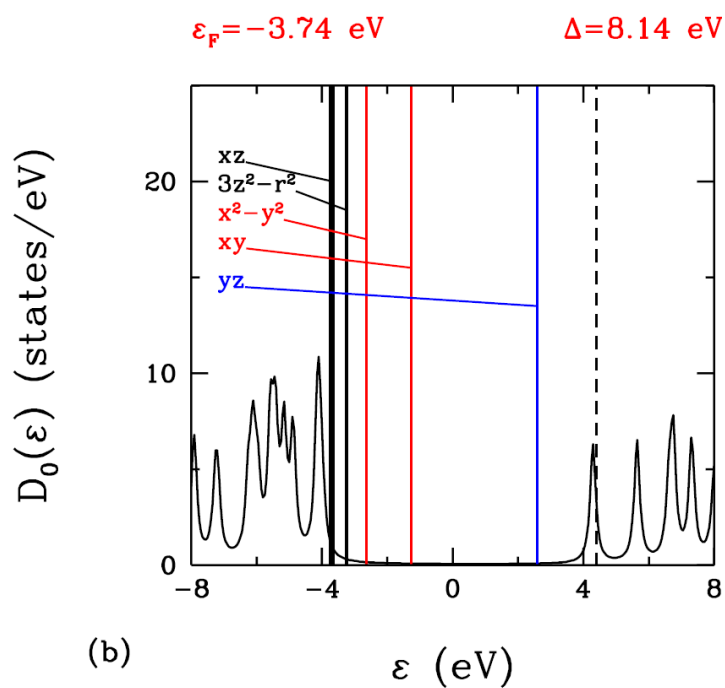 ε_F=−3.74 eV Δ=8.14 eV
xz
3z²−r²
x²−y²
xy
yz
20
10
0
D₀(ε) (states/eV)
−8 −4 0 4 8
(b)
ε (eV)